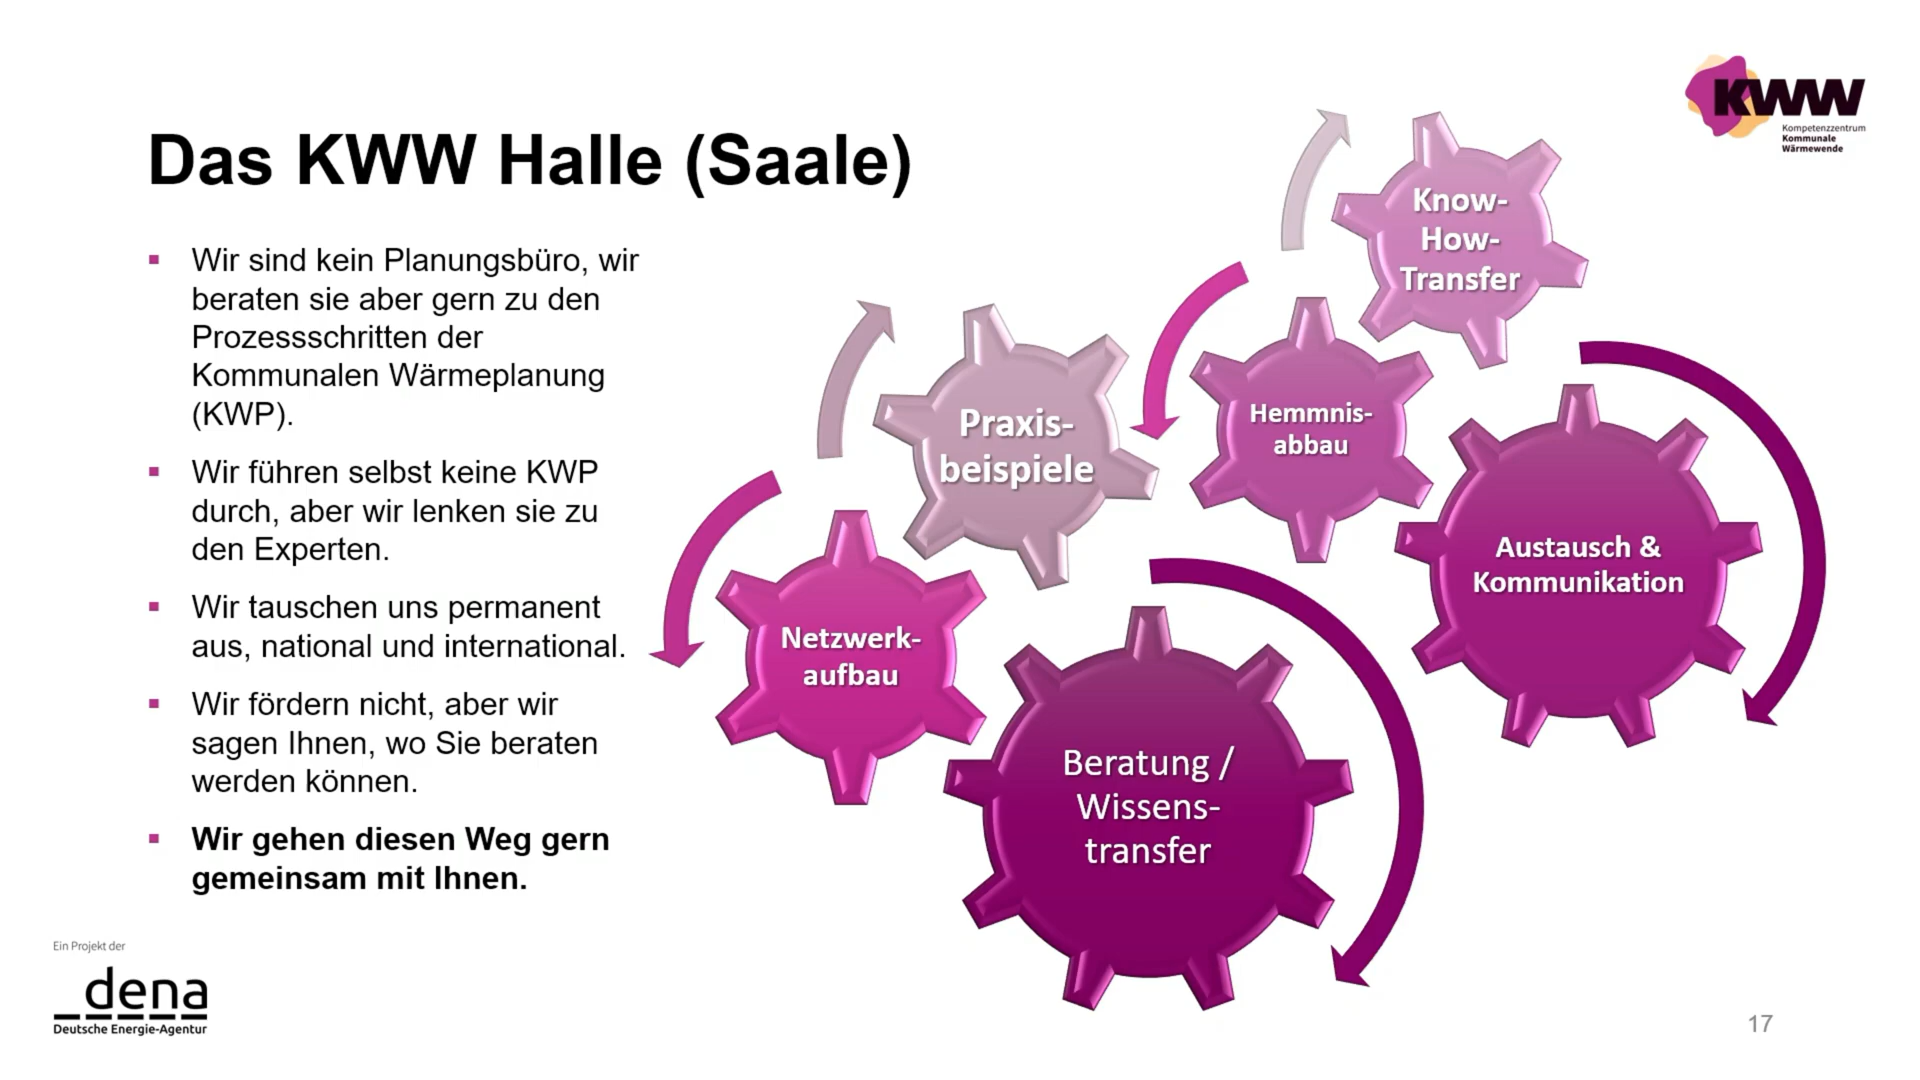 KWW
Kompetenzzentrum
Kommunale
Wärmewende
Das KWW Halle (Saale)
Wir sind kein Planungsbüro, wir
beraten sie aber gern zu den
Prozessschritten der
Kommunalen Wärmeplanung
(KWP).
Wir führen selbst keine KWP
durch, aber wir lenken sie zu
den Experten.
Wir tauschen uns permanent
aus, national und international.
Wir fördern nicht, aber wir
sagen Ihnen, wo Sie beraten
werden können.
Wir gehen diesen Weg gern
gemeinsam mit Ihnen.
Know-
How-
Transfer
Praxis-
beispiele
Hemmnis-
abbau
Austausch &
Kommunikation
Netzwerk-
aufbau
Beratung /
Wissens-
transfer
Ein Projekt der
dena
Deutsche Energie-Agentur
17